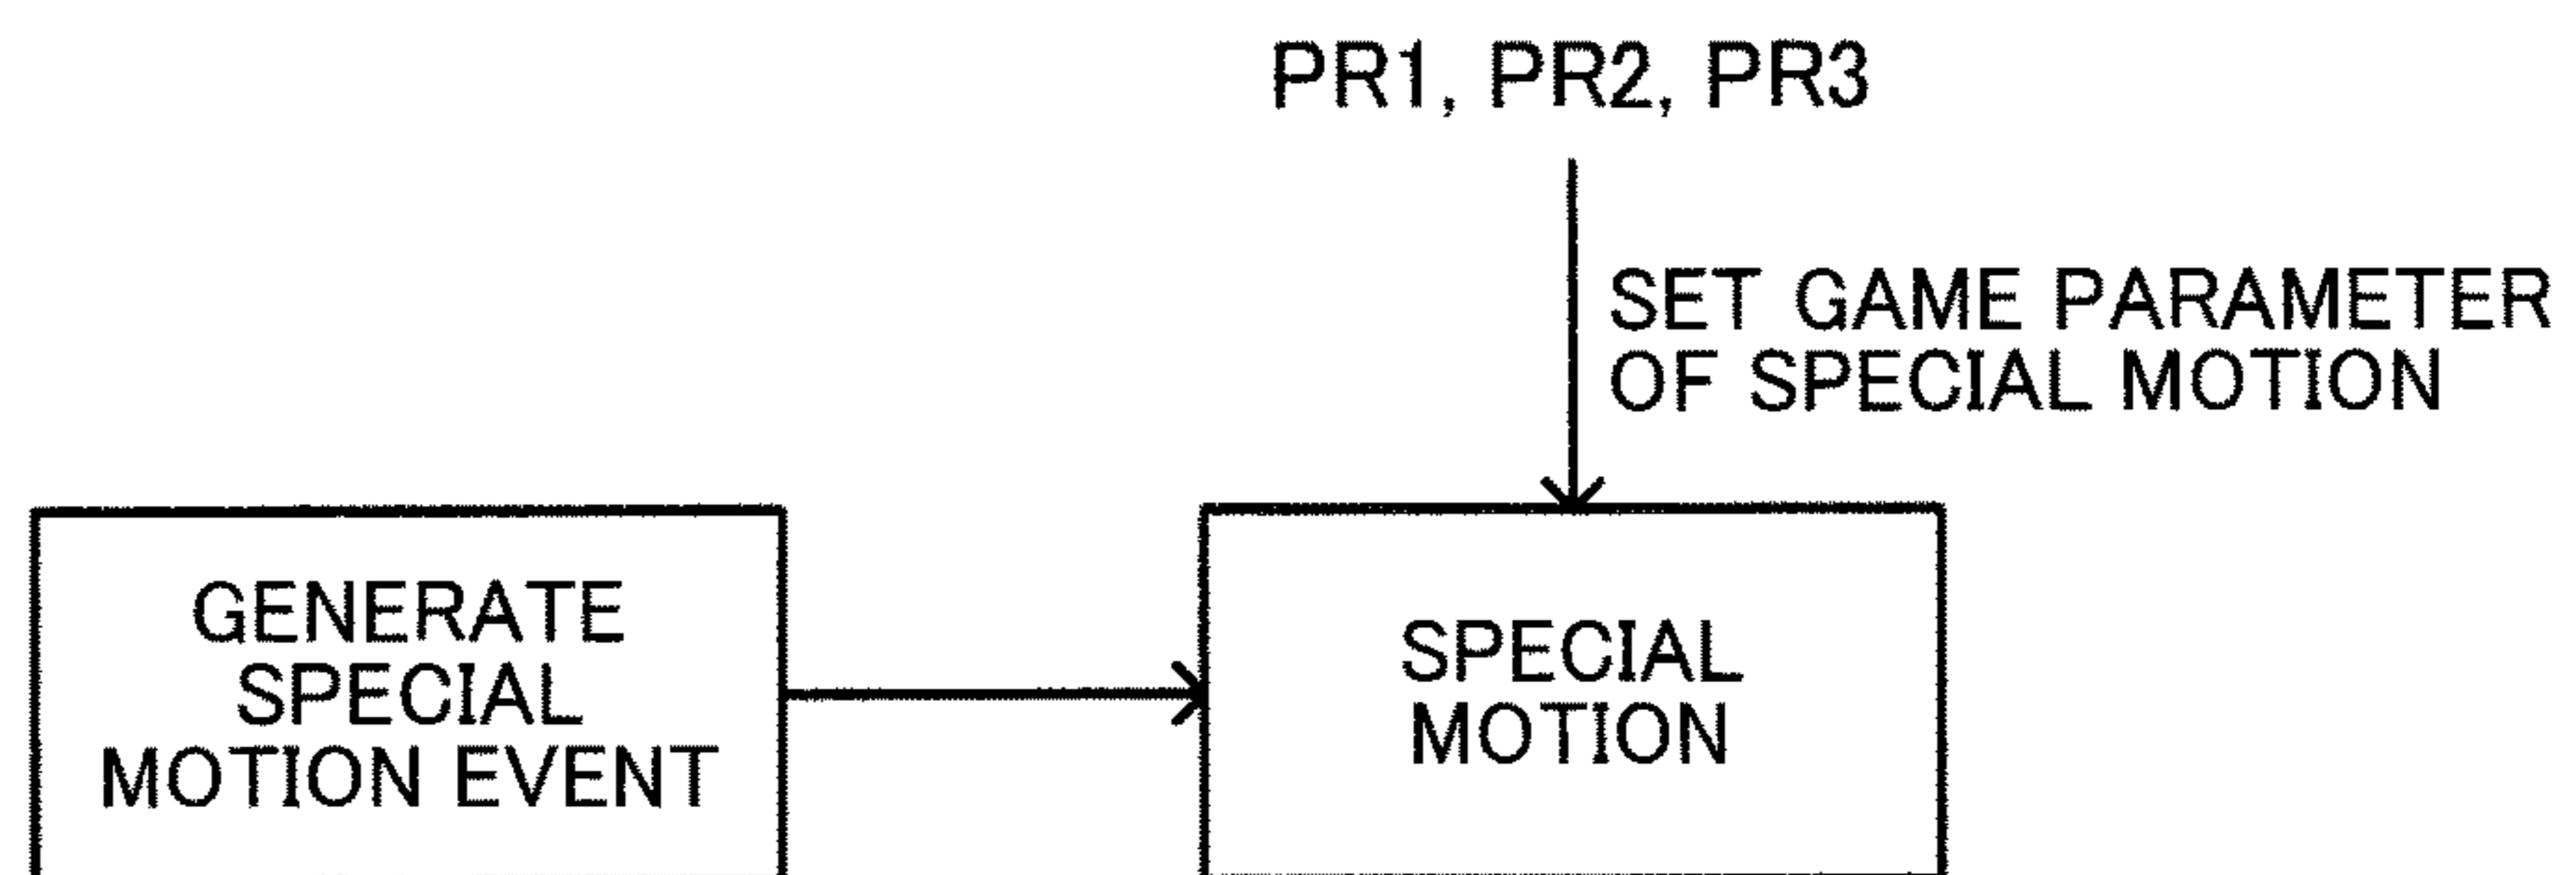 PR1, PR2, PR3
SET GAME PARAMETER
OF SPECIAL MOTION
GENERATE
SPECIAL
MOTION EVENT
SPECIAL
MOTION